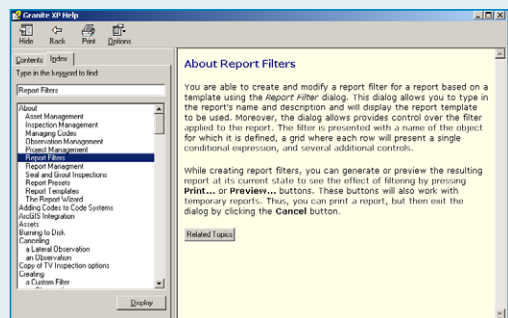 Granite XP Help
Hide Back Print Options
Contents Index
Type in the keyword to find:
Report Filters
About
Asset Management
Inspection Management
Managing Codes
Observation Management
Project Management
Report Filters
Report Managment
Seal and Grout Inspections
Report Presets
Report Templates
The Report Wizard
Adding Codes to Code Systems
ArcGIS Integration
Assets
Burning to Disk
Canceling
a Lateral Observation
an Observation
Copy of TV Inspection options
Creating
a Custom Filter
Display
About Report Filters
You are able to create and modify a report filter for a report based on a
template using the Report Filter dialog. This dialog allows you to type in
the report's name and description and will display the report template
to be used. Moreover, the dialog allows provides control over the filter
applied to the report. The filter is presented with a name of the object
for which it is defined, a grid where each row will present a single
conditional expression, and several additional controls.
While creating report filters, you can generate or preview the resulting
report at its current state to see the effect of filtering by pressing
Print... or Preview... buttons. These buttons will also work with
temporary reports. Thus, you can print a report, but then exit the
dialog by clicking the Cancel button.
Related Topics